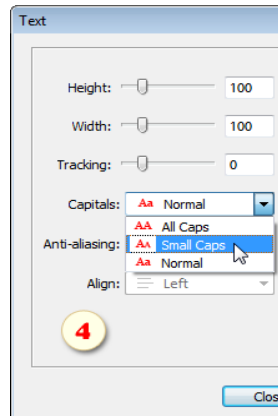 Text
Height: 100
Width: 100
Tracking: 0
Capitals: Aa Normal
AA All Caps
Anti-aliasing: AA Small Caps
Aa Normal
Align: Left
4
Clos